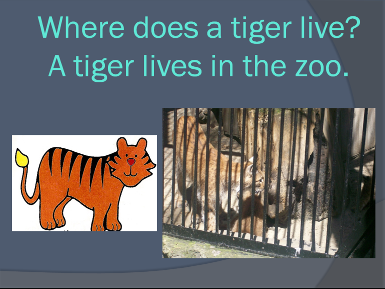 Where does a tiger live?
A tiger lives in the zoo.